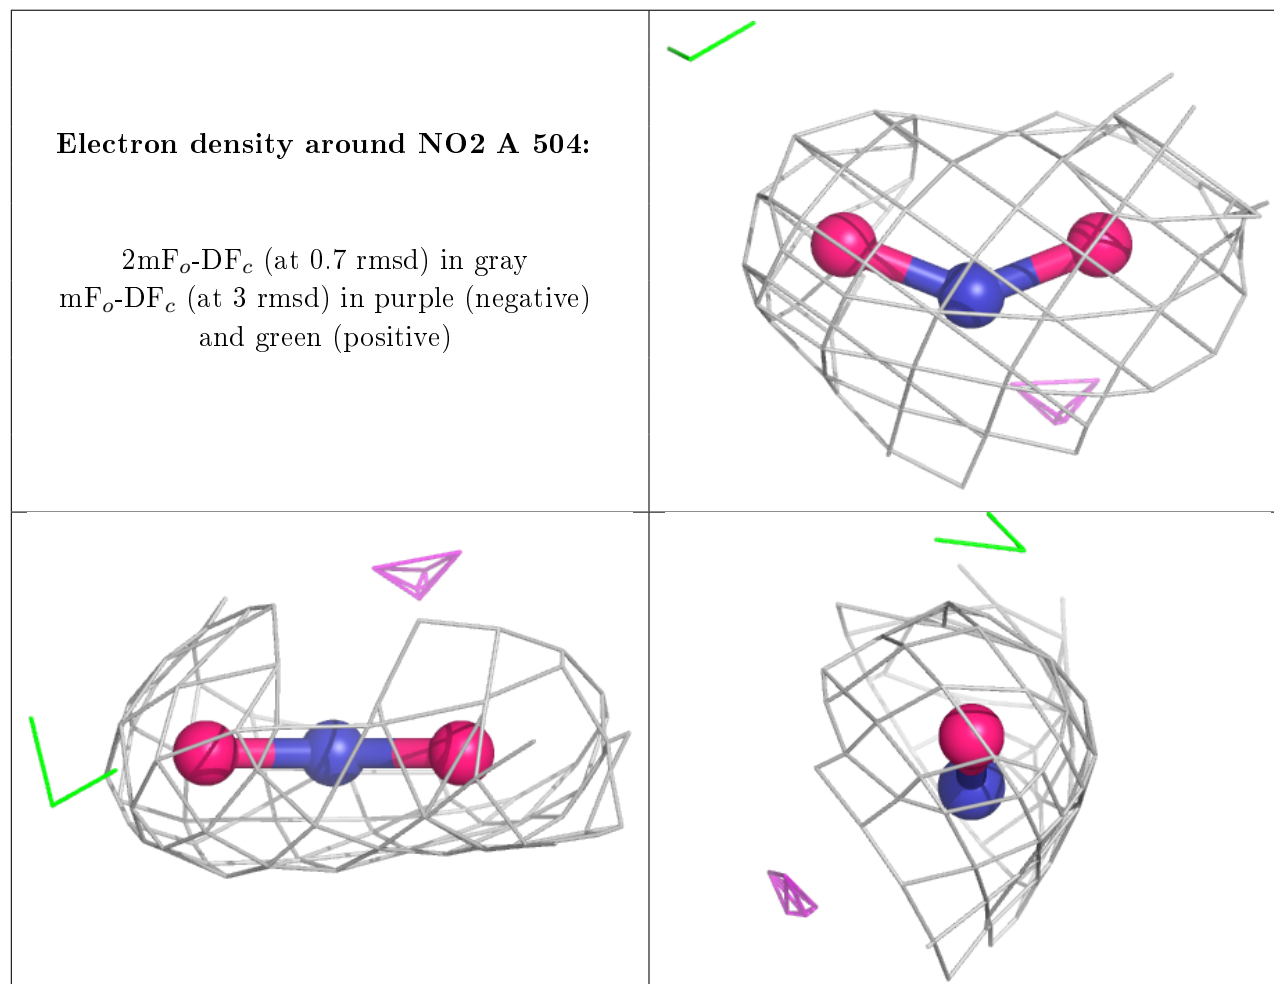 Electron density around NO2 A 504:
2mFo-DFc (at 0.7 rmsd) in gray
mFo-DFc (at 3 rmsd) in purple (negative)
and green (positive)